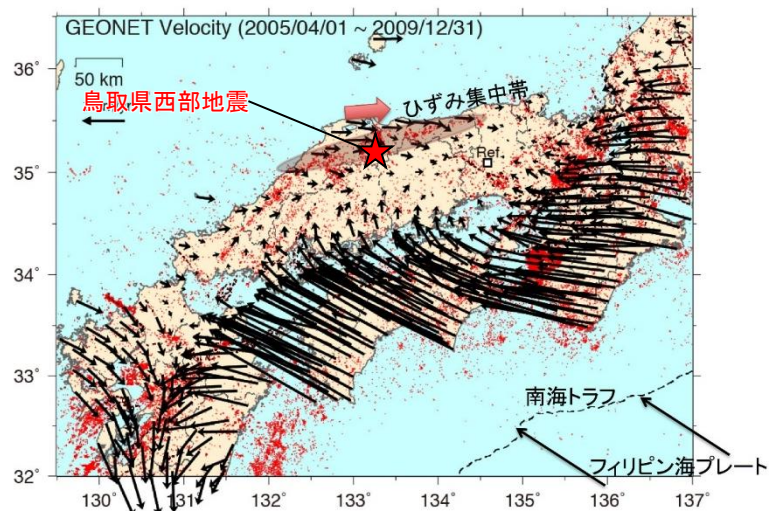 GEONET Velocity (2005/04/01 ~ 2009/12/31)
36°
50 km
鳥取県西部地震
ひずみ集中帯
Ref.
35°
34°
33°
南海トラフ
フィリピン海プレート
32°
130° 131° 132° 133° 134° 135° 136° 137°